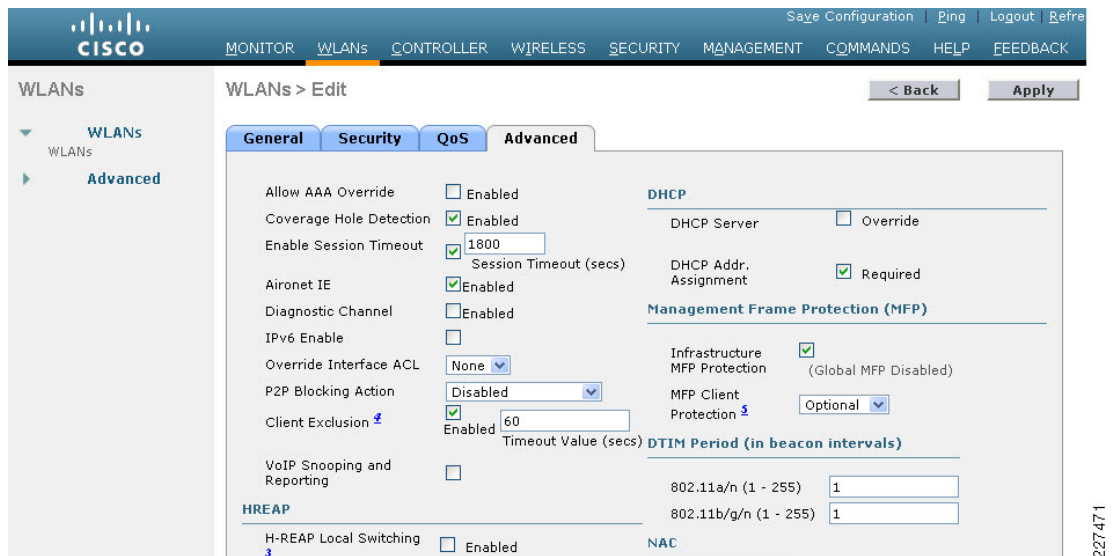 Save Configuration | Ping | Logout | Refre
CISCO
MONITOR WLANs CONTROLLER WIRELESS SECURITY MANAGEMENT COMMANDS HELP FEEDBACK
WLANs
WLANs > Edit
< Back
Apply
WLANs
WLANs
Advanced
General Security QoS Advanced
Allow AAA Override Enabled
Coverage Hole Detection Enabled
Enable Session Timeout 1800
Session Timeout (secs)
Aironet IE Enabled
Diagnostic Channel Enabled
IPv6 Enable
Override Interface ACL None
P2P Blocking Action Disabled
Client Exclusion 4 Enabled 60
Timeout Value (secs)
VoIP Snooping and
Reporting
HREAP
H-REAP Local Switching
3 Enabled
DHCP
DHCP Server Override
DHCP Addr.
Assignment Required
Management Frame Protection (MFP)
Infrastructure
MFP Protection (Global MFP Disabled)
MFP Client
Protection 5 Optional
DTIM Period (in beacon intervals)
802.11a/n (1 - 255) 1
802.11b/g/n (1 - 255) 1
NAC
227471